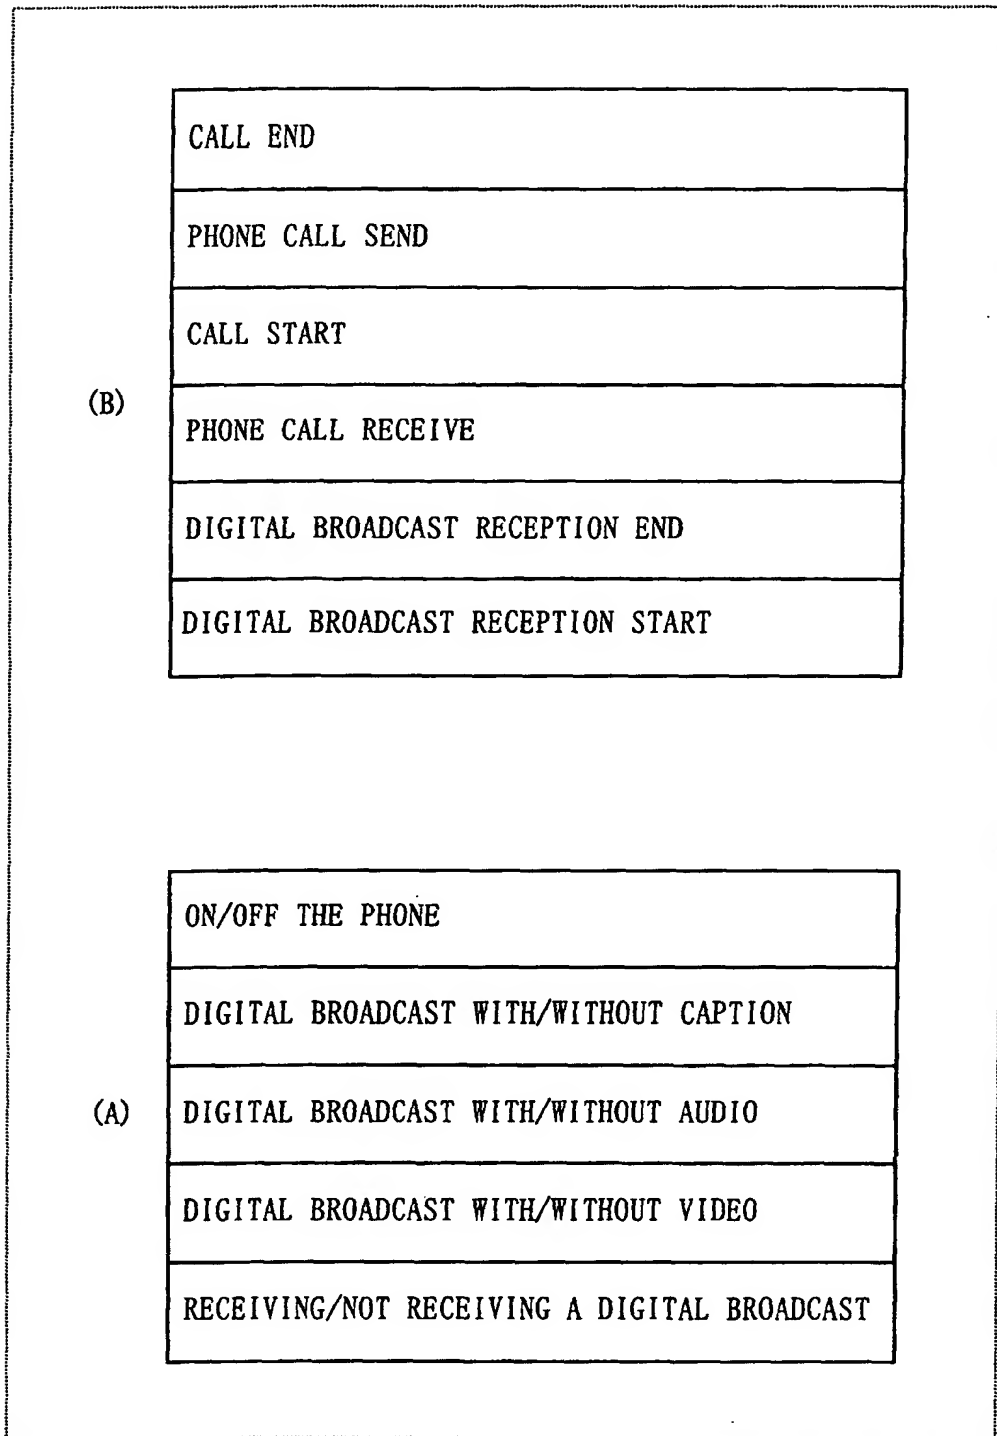 CALL END
PHONE CALL SEND
CALL START
(B)
PHONE CALL RECEIVE
DIGITAL BROADCAST RECEPTION END
DIGITAL BROADCAST RECEPTION START
ON/OFF THE PHONE
DIGITAL BROADCAST WITH/WITHOUT CAPTION
(A)
DIGITAL BROADCAST WITH/WITHOUT AUDIO
DIGITAL BROADCAST WITH/WITHOUT VIDEO
RECEIVING/NOT RECEIVING A DIGITAL BROADCAST